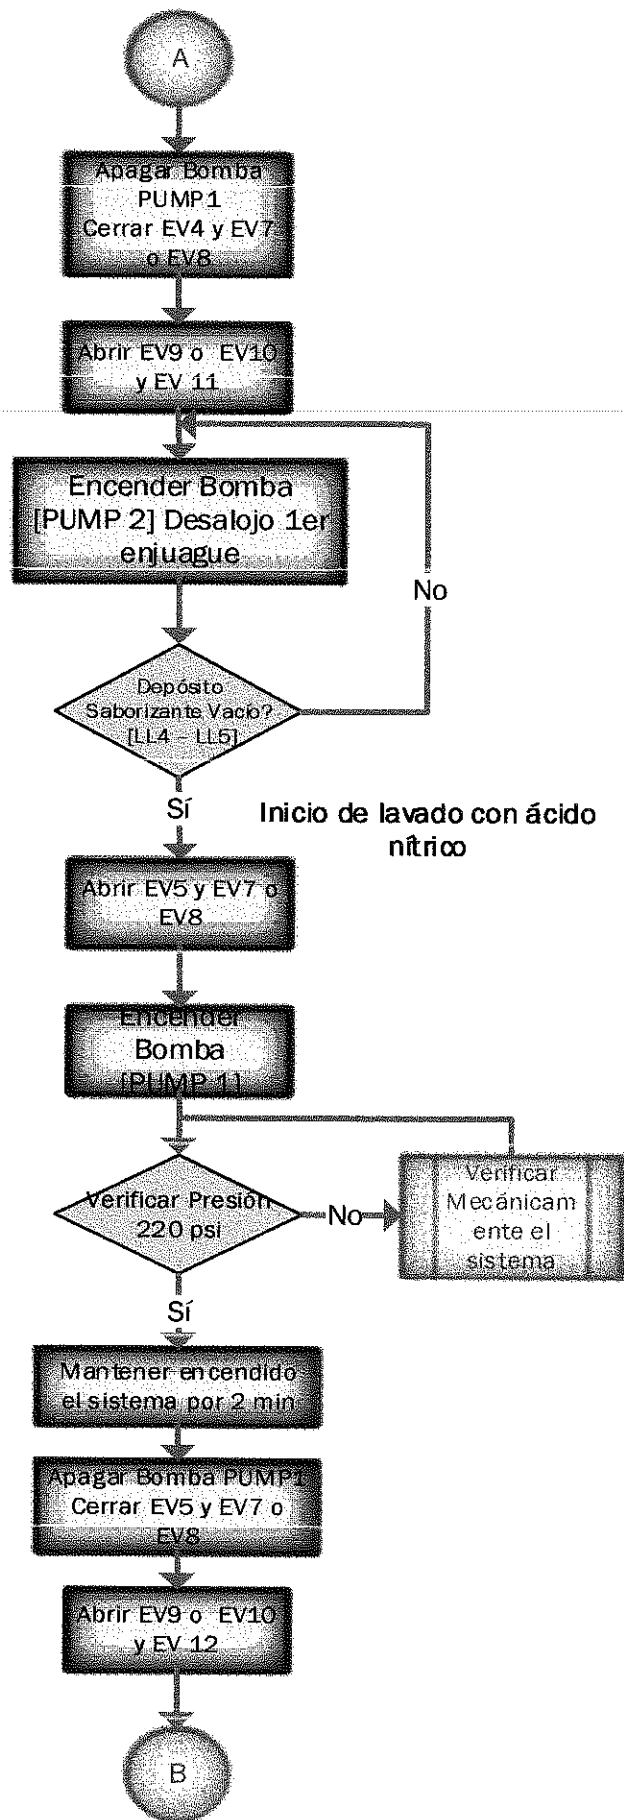 A
Apagar Bomba
PUMP1
Cerrar EV4 y EV7
o EV8
Abrir EV9 o EV10
y EV 11
Encender Bomba
[PUMP 2] Desalojo 1er
enjuague
No
Depósito
Saborizante Vacío?
[LL4 – LL5]
Sí
Inicio de lavado con ácido
nítrico
Abrir EV5 y EV7 o
EV8
Encender
Bomba
[PUMP 1]
Verificar Presión
220 psi
No
Verificar
Mecánicam
ente el
sistema
Sí
Mantener encendido
el sistema por 2 min
Apagar Bomba PUMP1
Cerrar EV5 y EV7 o
EV8
Abrir EV9 o EV10
y EV 12
B